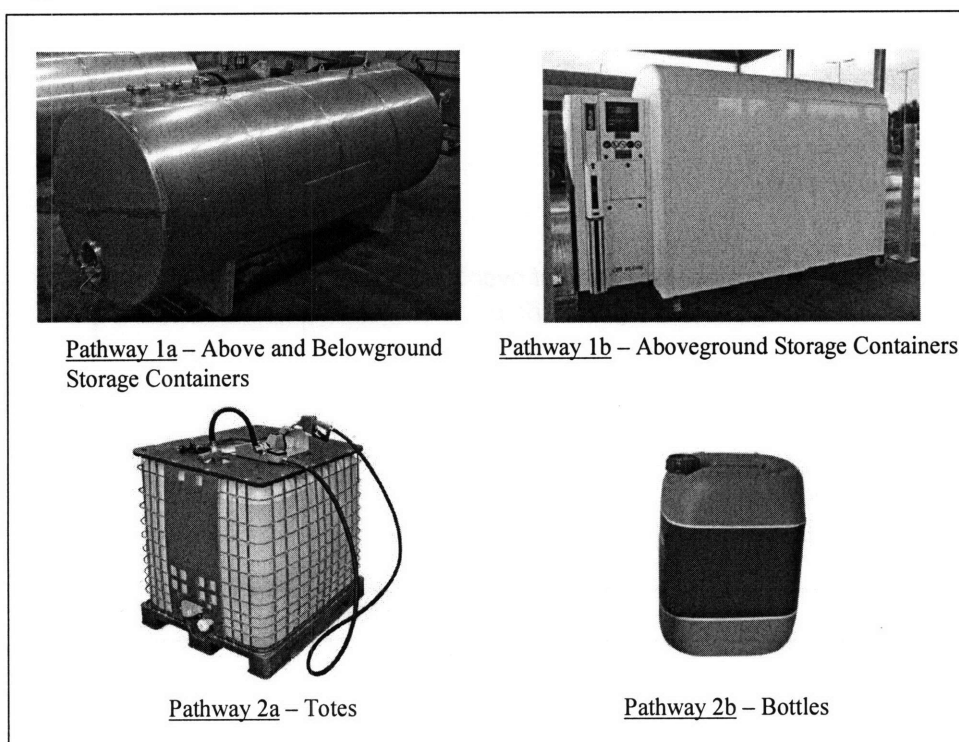 Pathway 1a – Above and Belowground
Storage Containers
Pathway 1b – Aboveground Storage Containers
Pathway 2a – Totes
Pathway 2b – Bottles